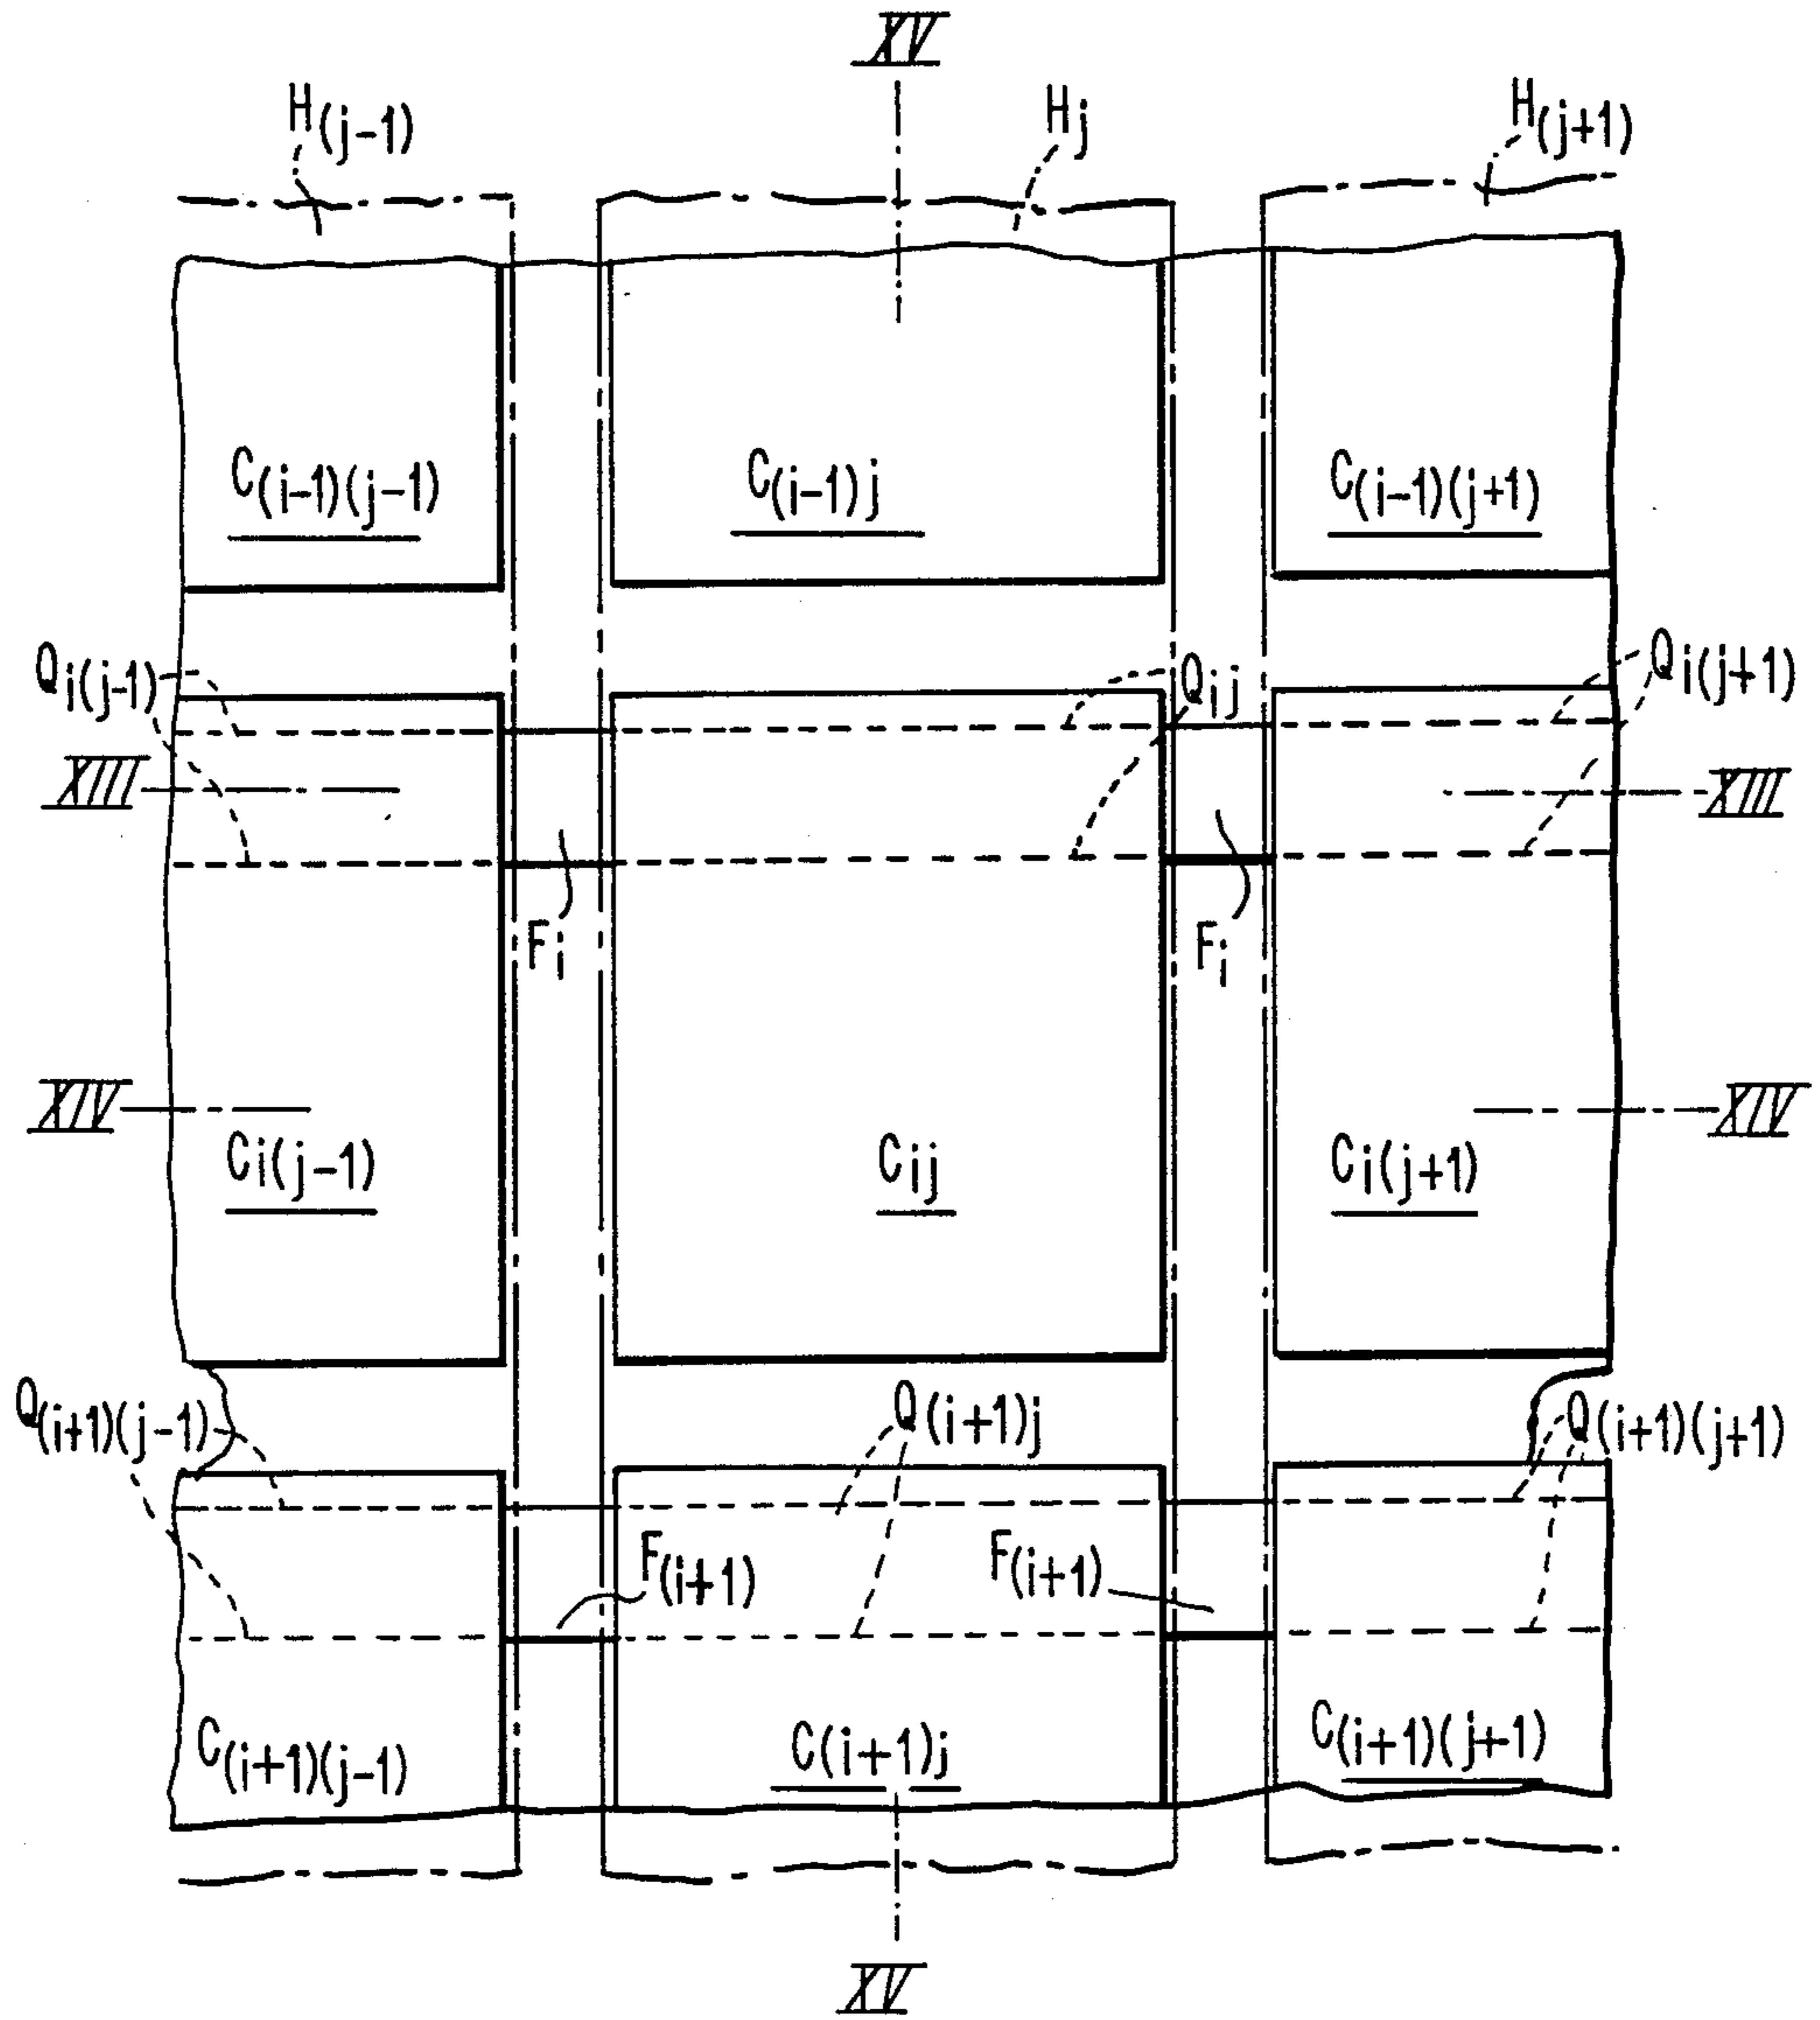 XV
H(j-1)
Hj
H(j+1)
C(i-1)(j-1)
C(i-1)j
C(i-1)(j+1)
Qi(j-1)
Qij
Qi(j+1)
XIII
XIII
Fi
Fi
XIV
XIV
Ci(j-1)
Cij
Ci(j+1)
Q(i+1)(j-1)
Q(i+1)j
Q(i+1)(j+1)
F(i+1)
F(i+1)
C(i+1)(j-1)
C(i+1)j
C(i+1)(j+1)
XV